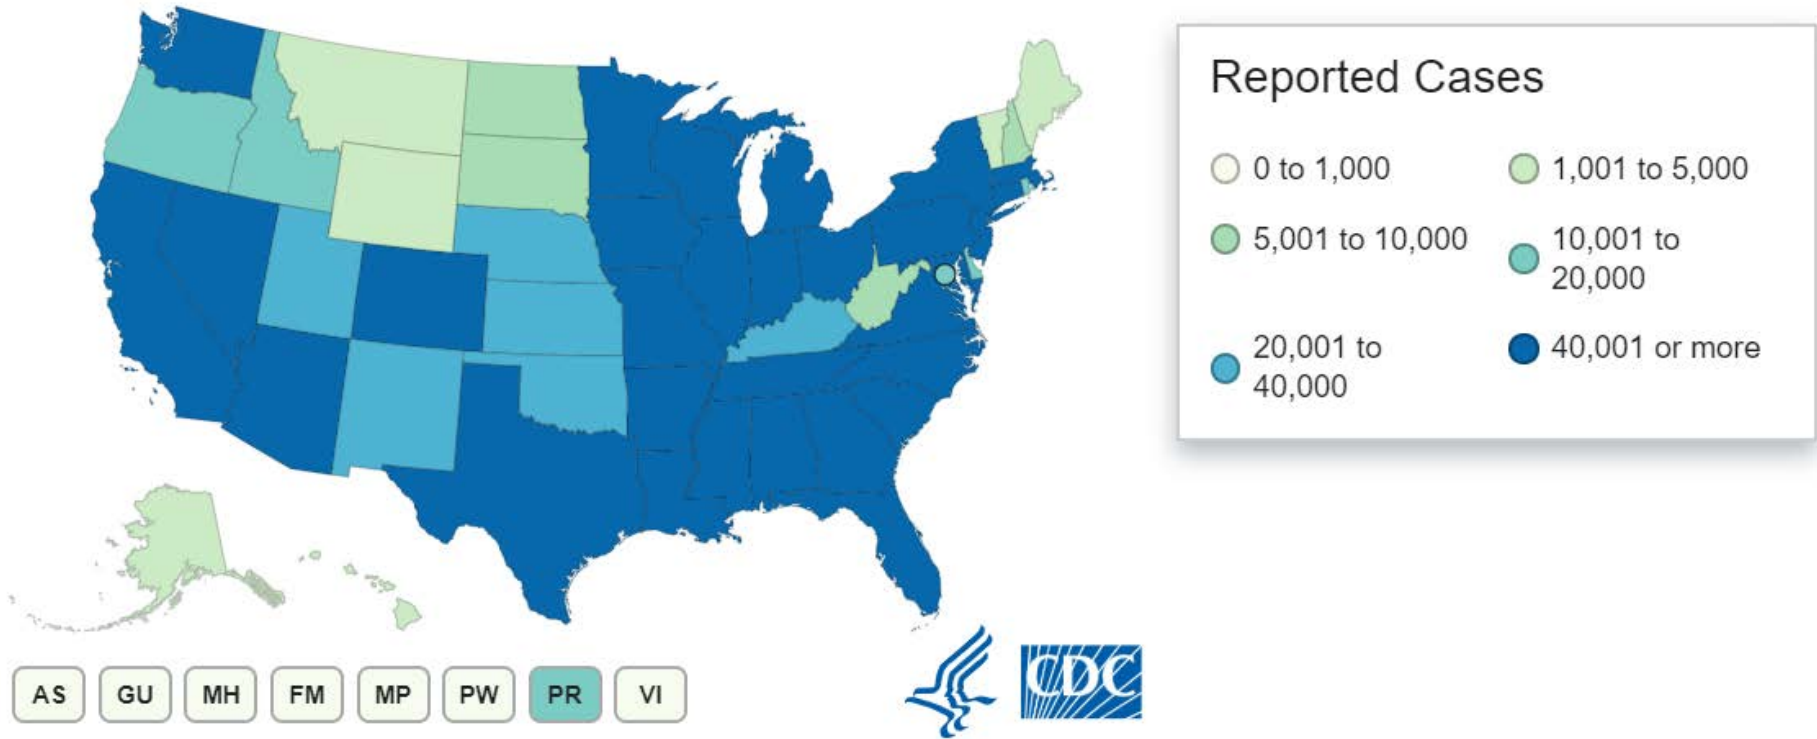 Reported Cases
0 to 1,000
1,001 to 5,000
5,001 to 10,000
10,001 to
20,000
20,001 to
40,000
40,001 or more
AS
GU
MH
FM
MP
PW
PR
VI
CDC